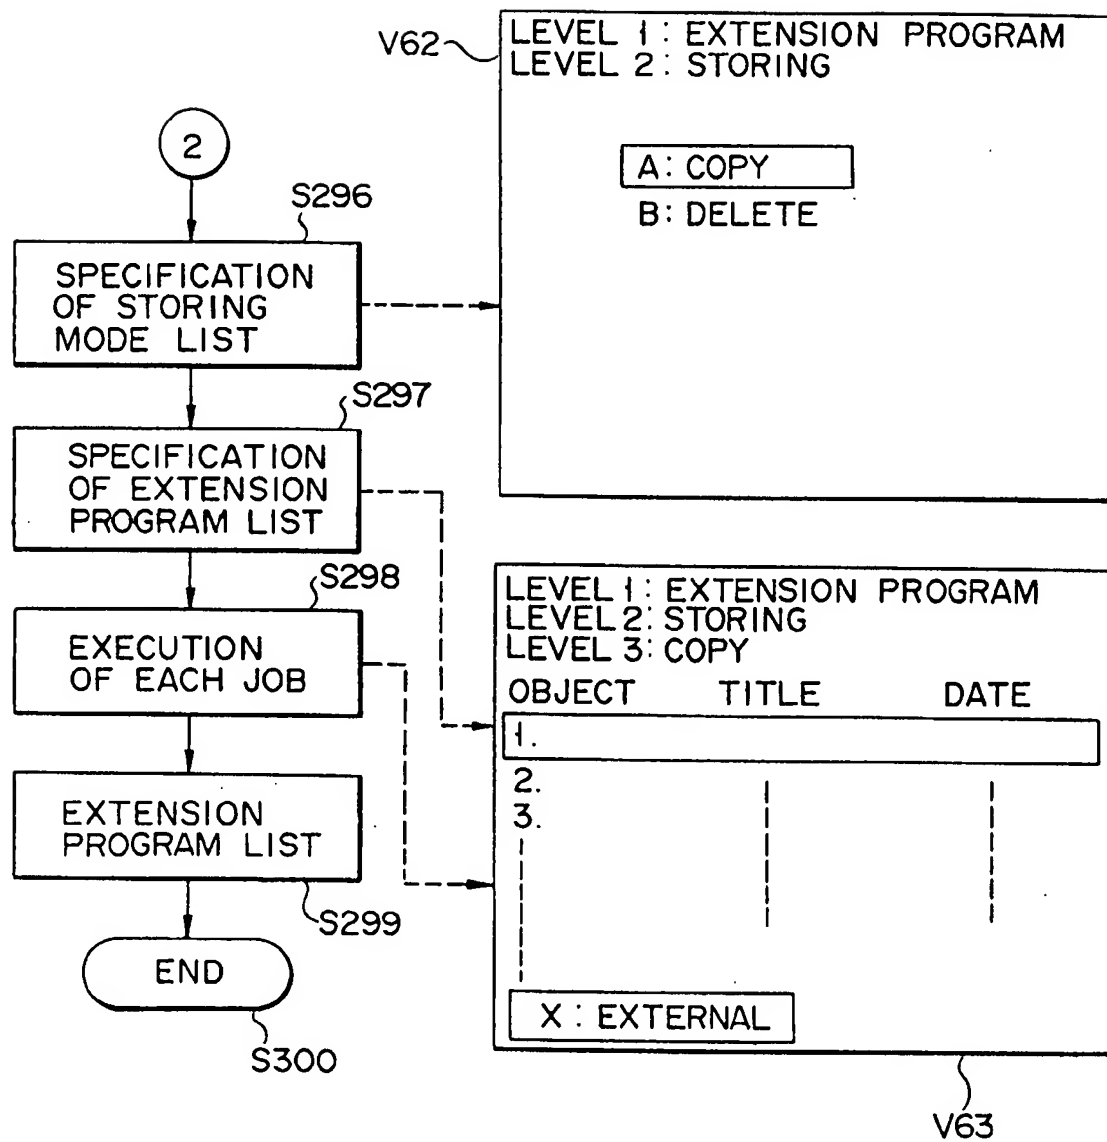 V62
LEVEL 1: EXTENSION PROGRAM
LEVEL 2: STORING
A: COPY
B: DELETE
2
S296
SPECIFICATION
OF STORING
MODE LIST
S297
SPECIFICATION
OF EXTENSION
PROGRAM LIST
S298
EXECUTION
OF EACH JOB
EXTENSION
PROGRAM LIST
S299
END
S300
LEVEL 1: EXTENSION PROGRAM
LEVEL 2: STORING
LEVEL 3: COPY
OBJECT TITLE DATE
1.
2.
3.
X: EXTERNAL
V63